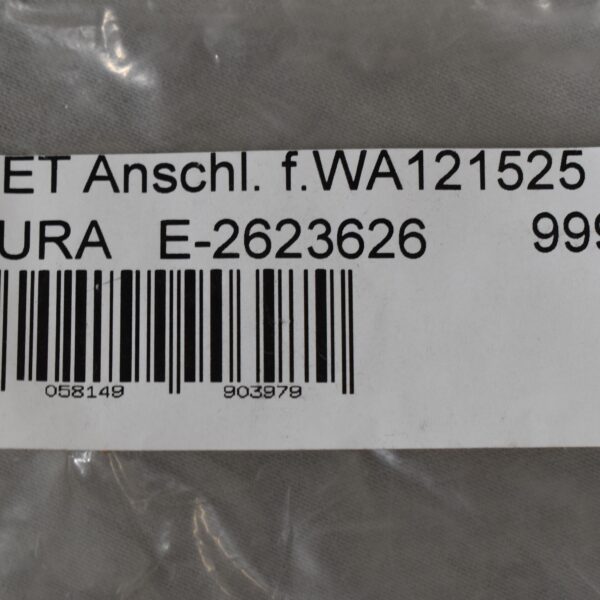 ET Anschl. f.WA121525
URA E-2623626 999
058149 903979